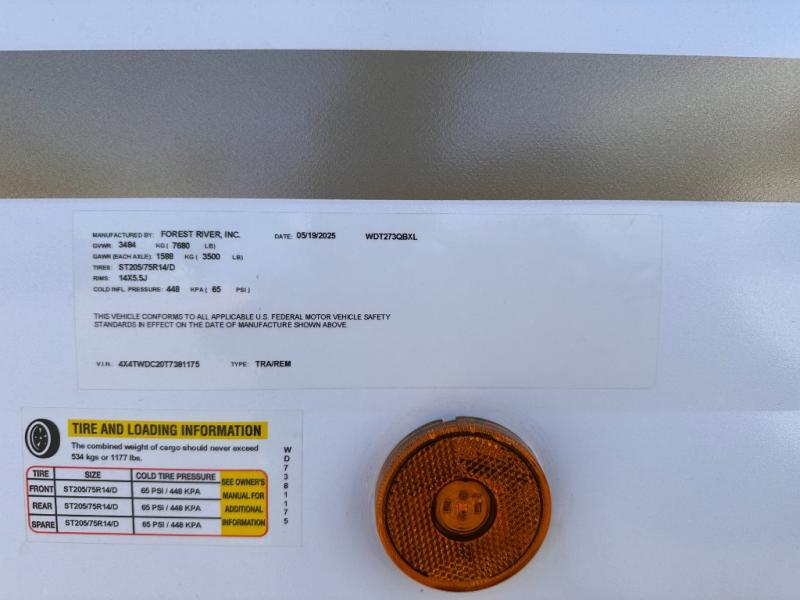 MANUFACTURED BY: FOREST RIVER, INC. DATE: 05/19/2025 WDT273QBXL
GVWR: 3484 KG ( 7680 LB)
GAWR (EACH AXLE): 1588 KG ( 3500 LB)
TIRES: ST205/75R14/D
RIMS: 14X5.5J
COLD INFL. PRESSURE: 448 KPA ( 65 PSI )
THIS VEHICLE CONFORMS TO ALL APPLICABLE U.S. FEDERAL MOTOR VEHICLE SAFETY
STANDARDS IN EFFECT ON THE DATE OF MANUFACTURE SHOWN ABOVE.
V.I.N.: 4X4TWDC20T7381175 TYPE: TRA/REM
TIRE AND LOADING INFORMATION
The combined weight of cargo should never exceed
534 kgs or 1177 lbs.
TIRE SIZE COLD TIRE PRESSURE
FRONT ST205/75R14/D 65 PSI / 448 KPA
REAR ST205/75R14/D 65 PSI / 448 KPA
SPARE ST205/75R14/D 65 PSI / 448 KPA
SEE OWNER'S
MANUAL FOR
ADDITIONAL
INFORMATION
WD7381175